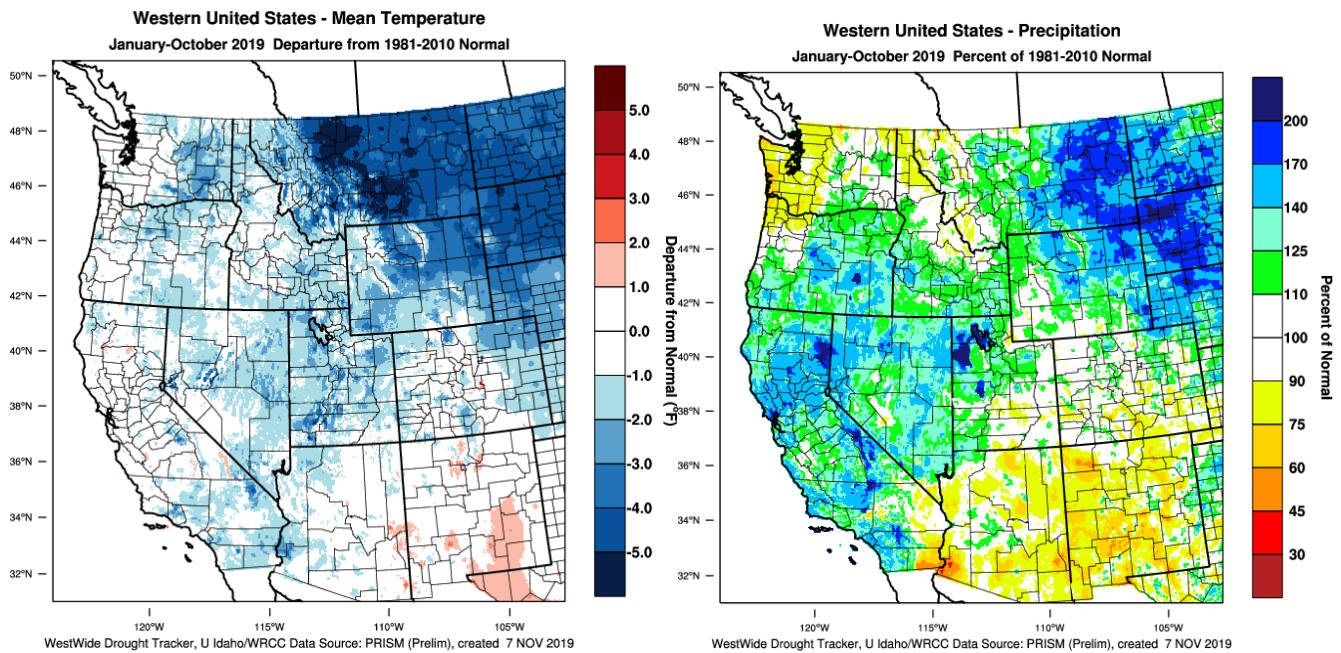 Western United States - Mean Temperature
January-October 2019 Departure from 1981-2010 Normal
50°N
48°N
46°N
44°N
42°N
40°N
38°N
36°N
34°N
32°N
120°W
115°W
110°W
105°W
5.0
4.0
3.0
2.0
1.0
0.0
-1.0
-2.0
-3.0
-4.0
-5.0
Departure from Normal (°F)
WestWide Drought Tracker, U Idaho/WRCC Data Source: PRISM (Prelim), created 7 NOV 2019
Western United States - Precipitation
January-October 2019 Percent of 1981-2010 Normal
50°N
48°N
46°N
44°N
42°N
40°N
38°N
36°N
34°N
32°N
120°W
115°W
110°W
105°W
200
170
140
125
110
100
90
75
60
45
30
Percent of Normal
WestWide Drought Tracker, U Idaho/WRCC Data Source: PRISM (Prelim), created 7 NOV 2019